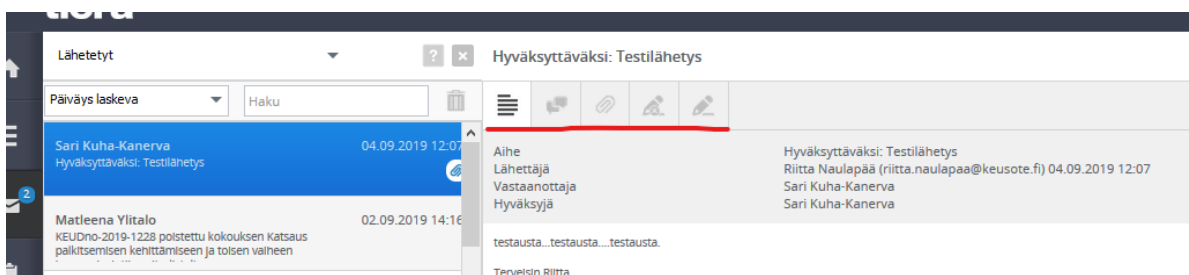 Lähetetyt
Päiväys laskeva
Haku
Sari Kuha-Kanerva 04.09.2019 12:07
Hyväksyttäväksi: Testilähetys
2
Matleena Ylitalo 02.09.2019 14:16
KEUDno-2019-1228 poistettu kokouksen Katsaus
palkitsemisen kehittämiseen ja toisen vaiheen
Hyväksyttäväksi: Testilähetys
Aihe Hyväksyttäväksi: Testilähetys
Lähettäjä Riitta Naulapää (riitta.naulapaa@keusote.fi) 04.09.2019 12:07
Vastaanottaja Sari Kuha-Kanerva
Hyväksyjä Sari Kuha-Kanerva
testausta...testausta....testausta.
Terveisin Riitta